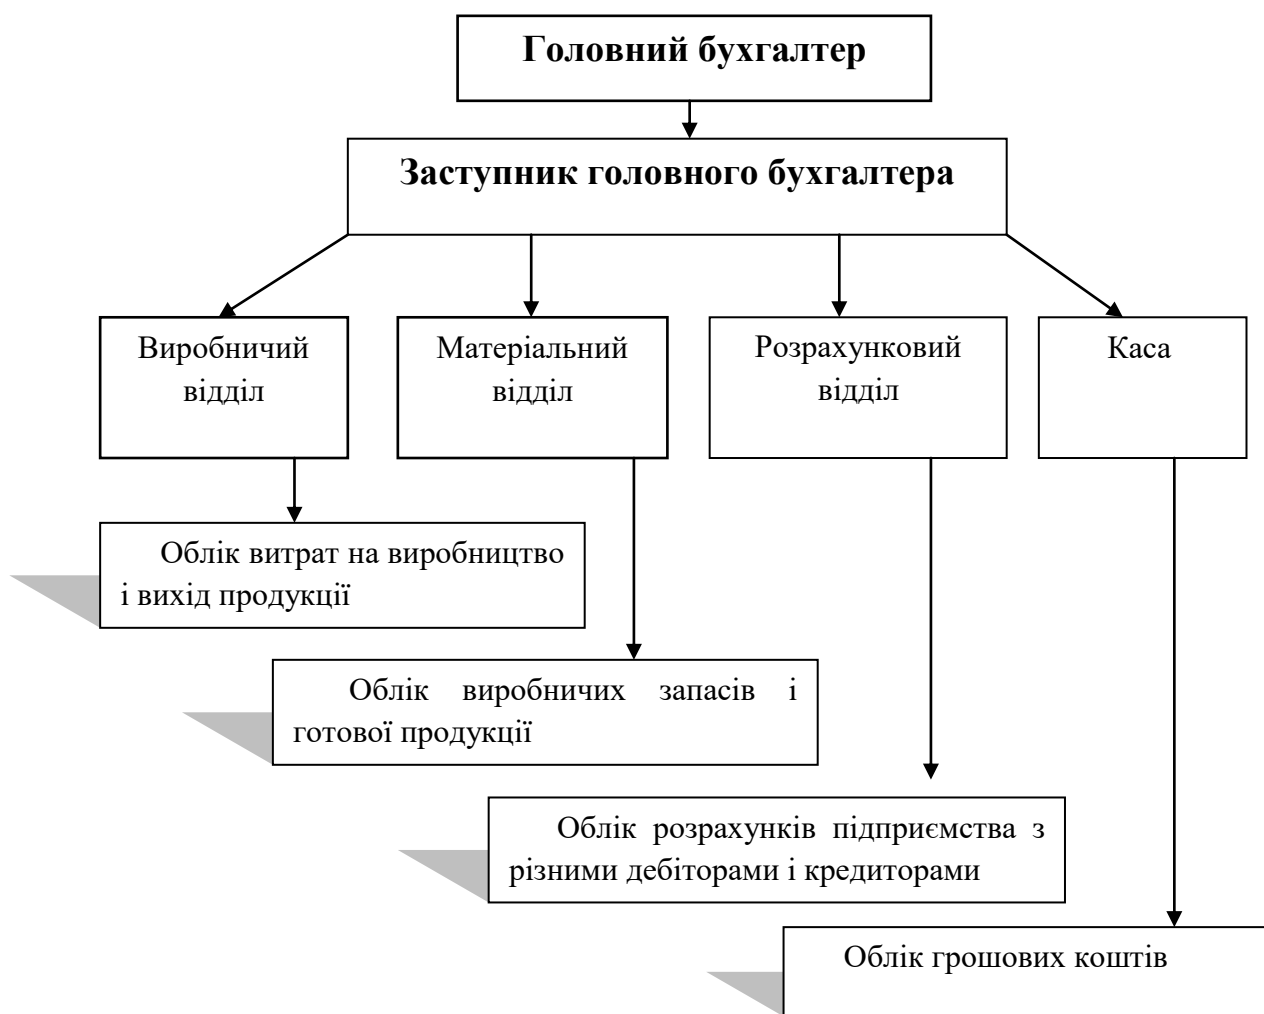 Головний бухгалтер
Заступник головного бухгалтера
Виробничий
відділ
Матеріальний
відділ
Розрахунковий
відділ
Каса
Облік витрат на виробництво
і вихід продукції
Облік виробничих запасів і
готової продукції
Облік розрахунків підприємства з
різними дебіторами і кредиторами
Облік грошових коштів